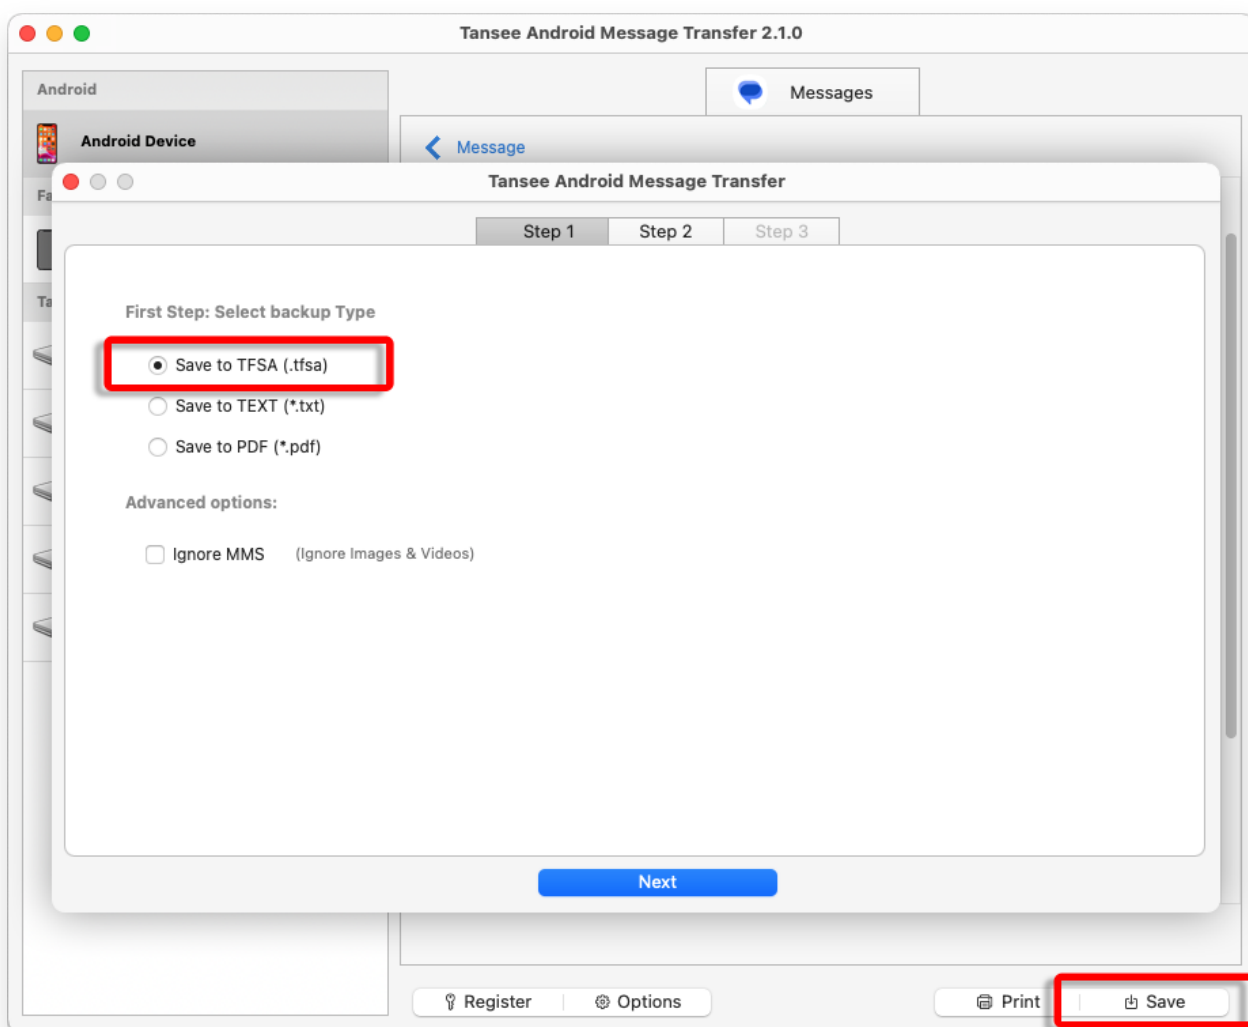 Tansee Android Message Transfer 2.1.0
Android
Messages
Android Device
Message
Tansee Android Message Transfer
Fa
Step 1 Step 2 Step 3
Ta
First Step: Select backup Type
Save to TFSA (.tfsa)
Save to TEXT (*.txt)
Save to PDF (*.pdf)
Advanced options:
Ignore MMS (Ignore Images & Videos)
Next
Register Options Print Save